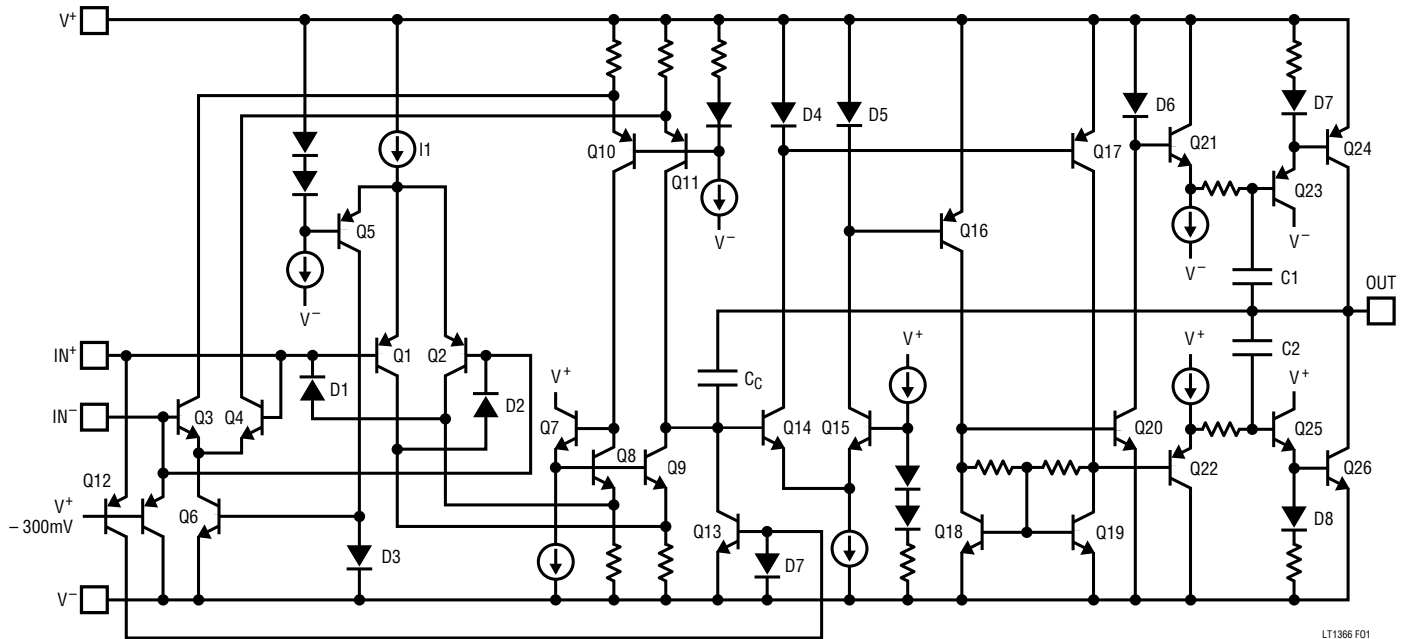 V+
D4
D5
D6
D7
Q21
Q24
I1
Q10
Q11
Q17
Q23
Q5
V−
Q16
V−
V−
V−
C1
OUT
IN+
Q1
Q2
V+
V+
C2
D1
CC
V+
IN−
Q3
Q4
D2
V+
Q7
Q14
Q15
Q20
Q25
Q8
Q9
Q22
Q26
Q12
V+
– 300mV
Q6
Q13
Q18
Q19
D8
D3
D7
V−
LT1366 F01